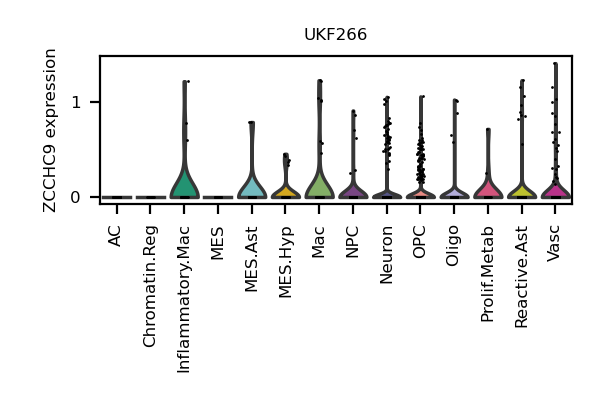 UKF266
ZCCHC9 expression
1
0
AC
Chromatin.Reg
Inflammatory.Mac
MES
MES.Ast
MES.Hyp
Mac
NPC
Neuron
OPC
Oligo
Prolif.Metab
Reactive.Ast
Vasc